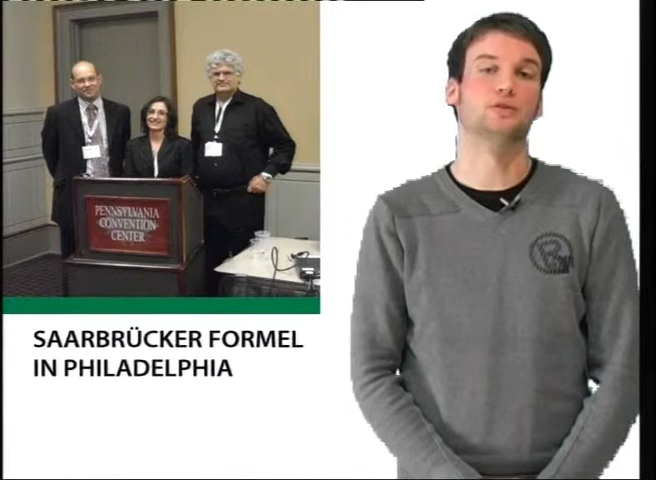 PENNSYLVANIA
CONVENTION
CENTER
SAARBRÜCKER FORMEL
IN PHILADELPHIA